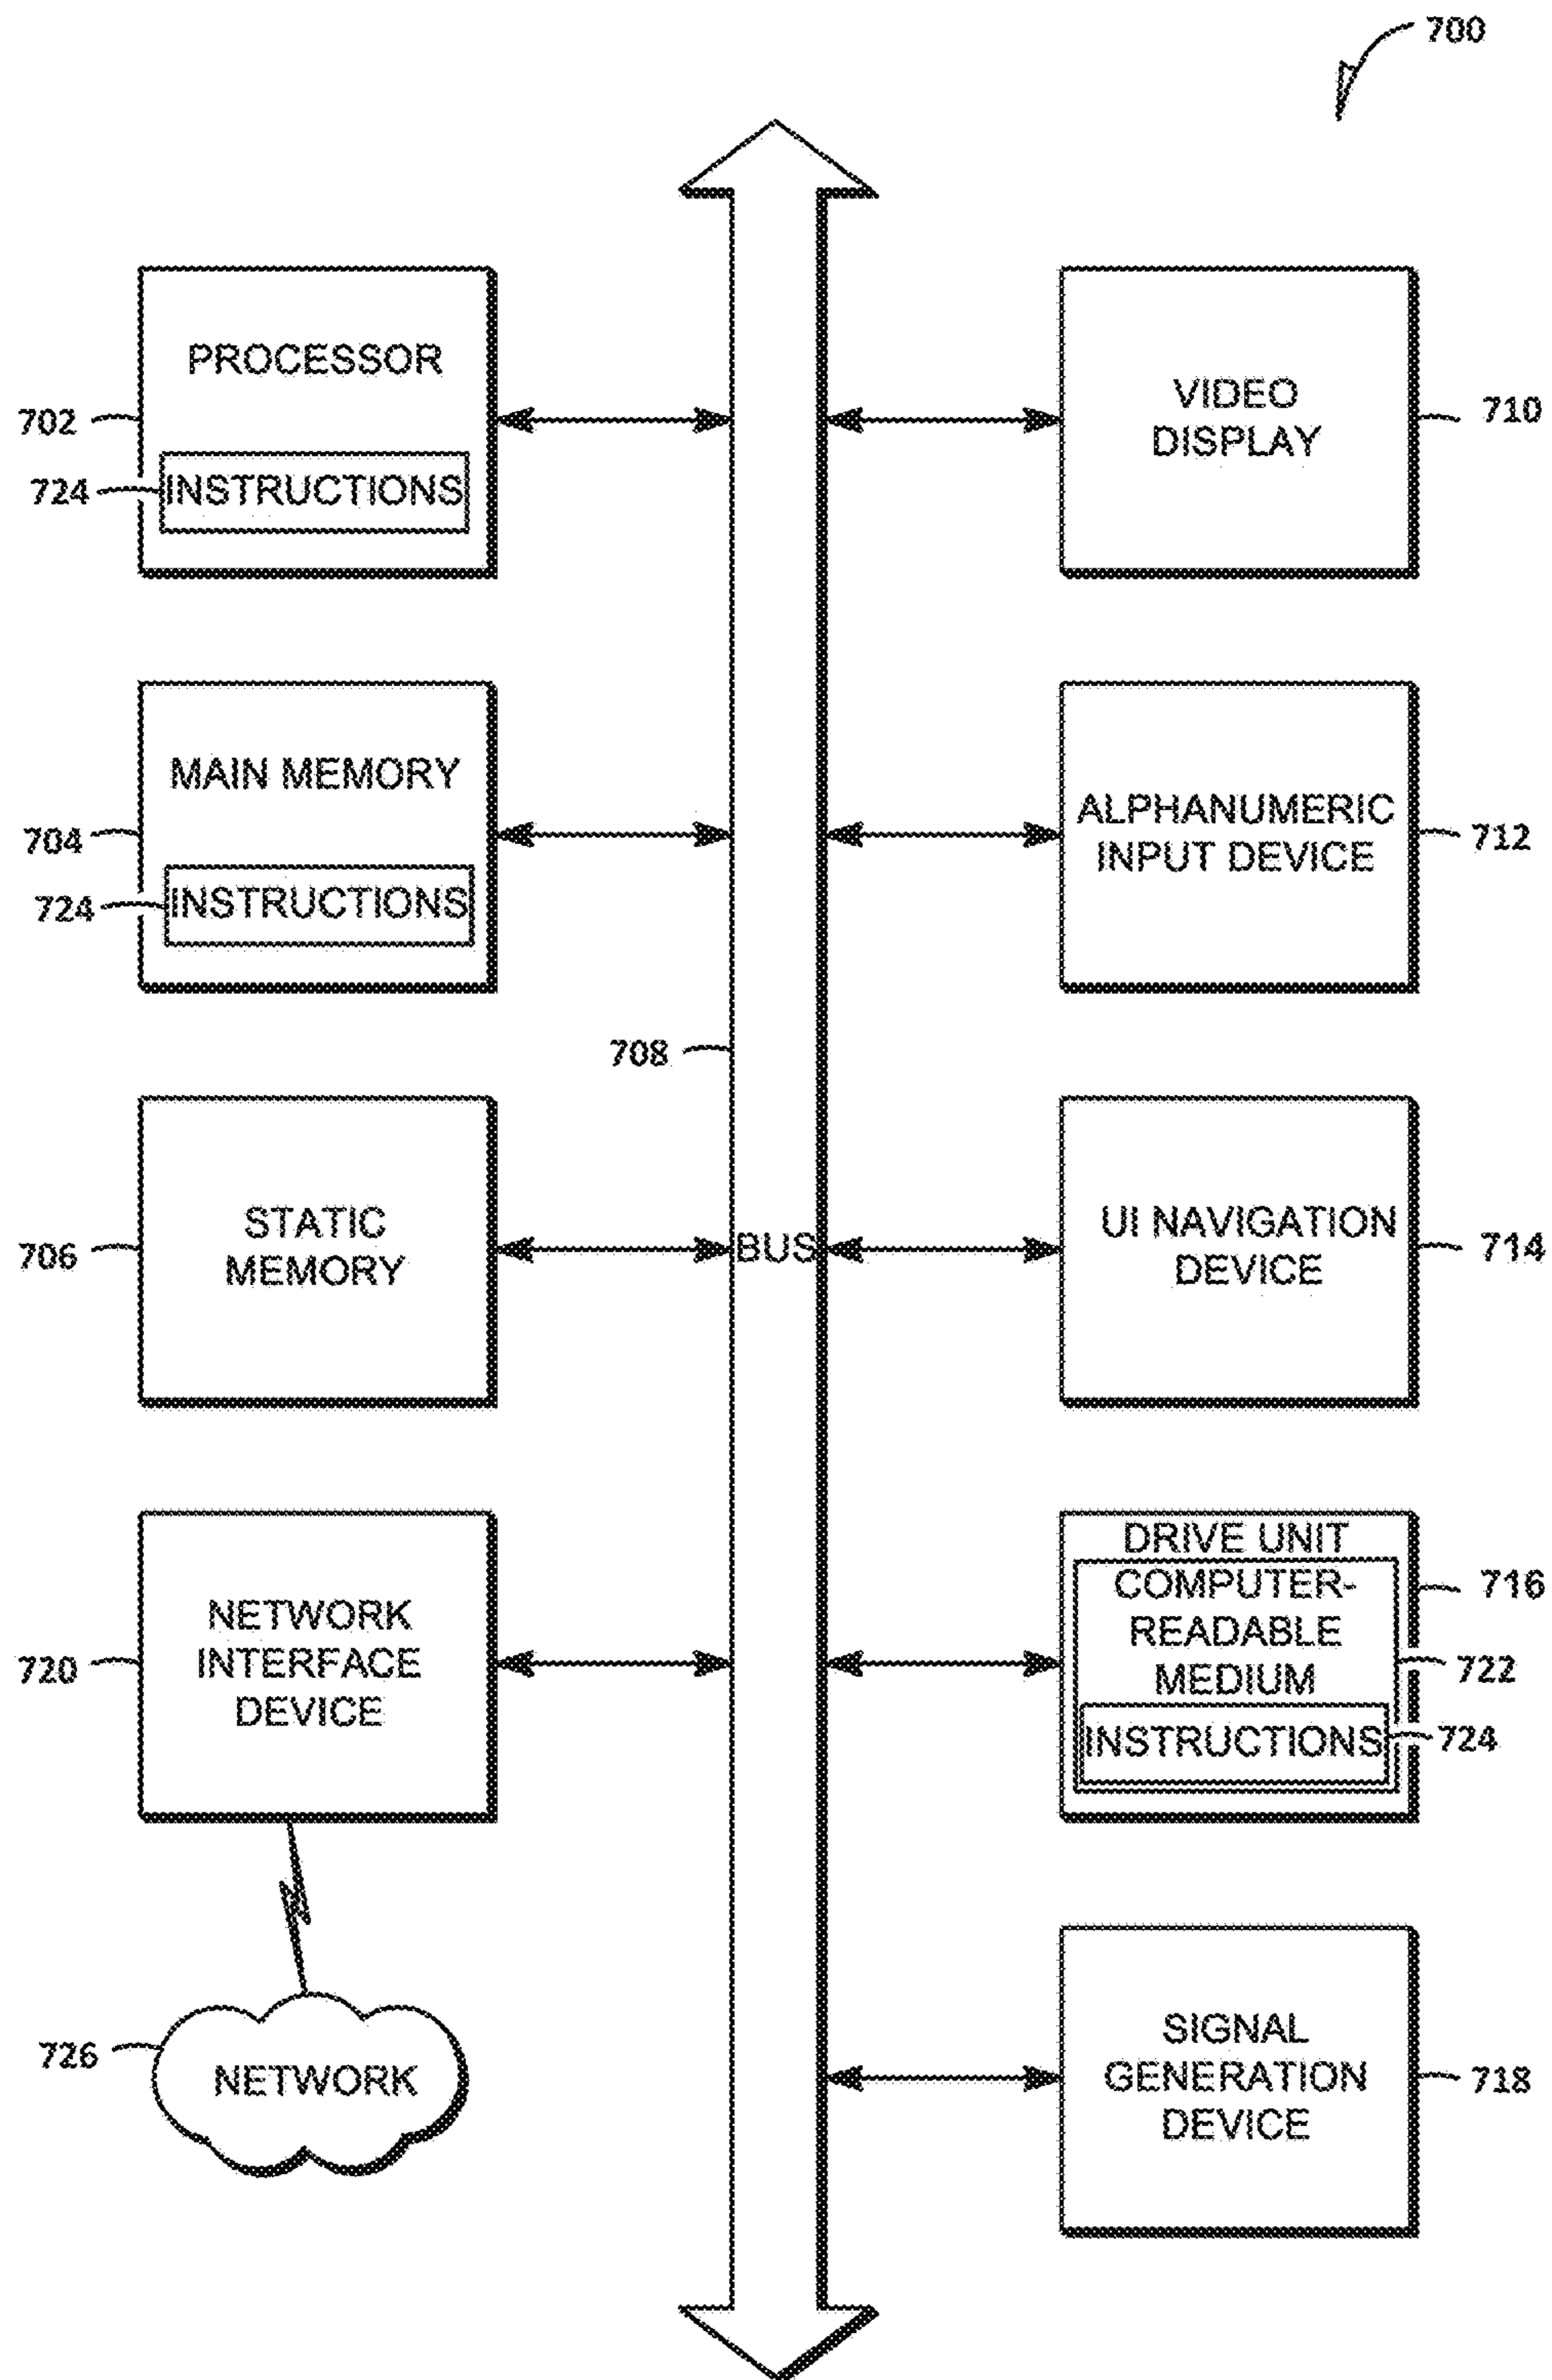 700
PROCESSOR
702
724
INSTRUCTIONS
VIDEO
DISPLAY
710
MAIN MEMORY
704
724
INSTRUCTIONS
ALPHANUMERIC
INPUT DEVICE
712
708
STATIC
MEMORY
706
BUS
UI NAVIGATION
DEVICE
714
NETWORK
INTERFACE
DEVICE
720
DRIVE UNIT
COMPUTER-
READABLE
MEDIUM
716
722
INSTRUCTIONS
724
726
NETWORK
SIGNAL
GENERATION
DEVICE
718